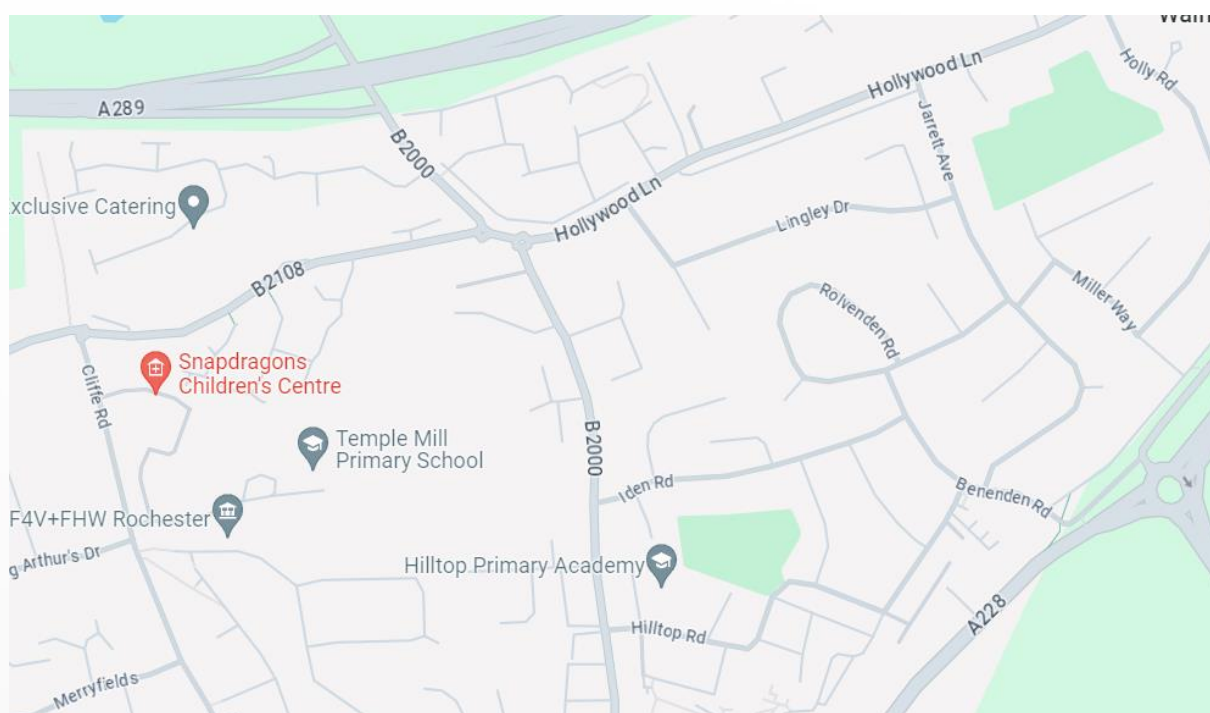 Hollywood Ln
Holly Rd
A289
Jarrett Ave
B2000
xclusive Catering
Hollywood Ln
Lingley Dr
B2108
Rolvenden Rd
Miller Way
Snapdragons
Children's Centre
Cliffe Rd
Temple Mill
Primary School
B2000
Iden Rd
Benenden Rd
F4V+FHW Rochester
g Arthur's Dr
Hilltop Primary Academy
A228
Hilltop Rd
Merryfields